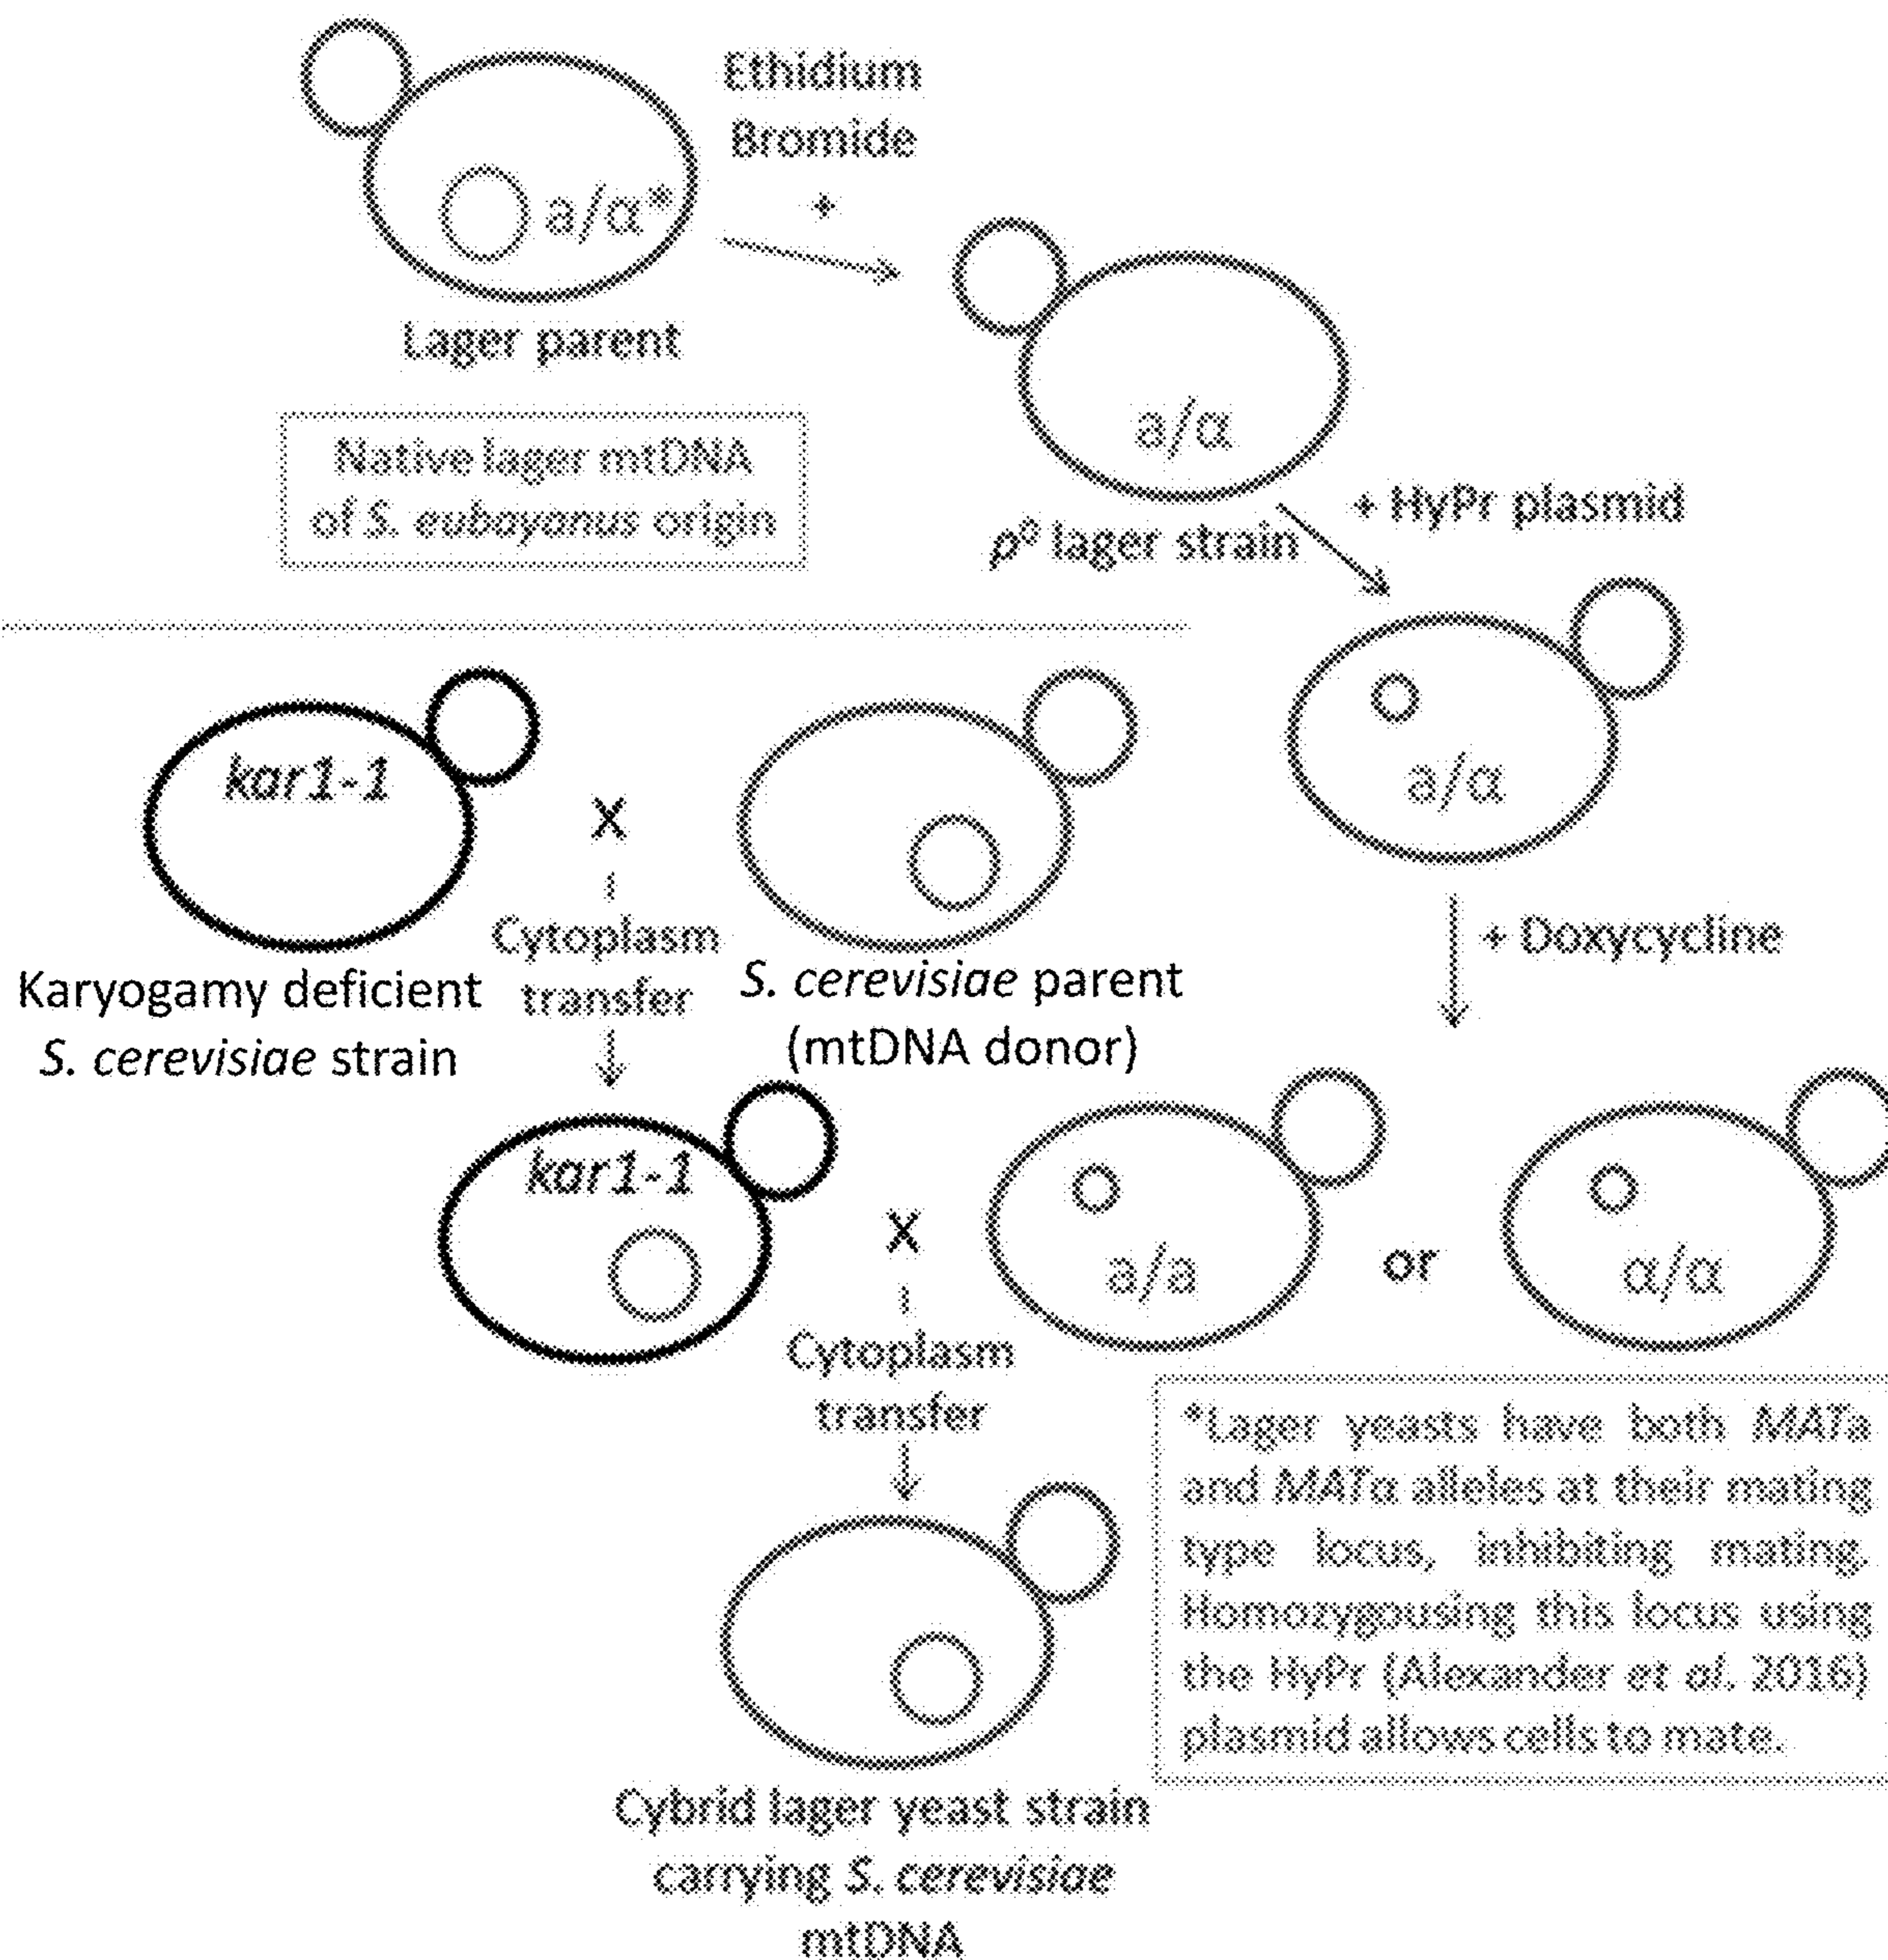 Ethidium
Bromide
+
a/α*
Lager parent
Native lager mtDNA
of S. eubayanus origin
a/α
ρ⁰ lager strain
+ HyPr plasmid
a/α
+ Doxycycline
kar1-1
X
Cytoplasm
transfer
Karyogamy deficient
S. cerevisiae strain
S. cerevisiae parent
(mtDNA donor)
kar1-1
X
a/a
or
α/α
Cytoplasm
transfer
*Lager yeasts have both MATa
and MATα alleles at their mating
type locus, inhibiting mating.
Homozygousing this locus using
the HyPr (Alexander et al. 2016)
plasmid allows cells to mate.
Cybrid lager yeast strain
carrying S. cerevisiae
mtDNA